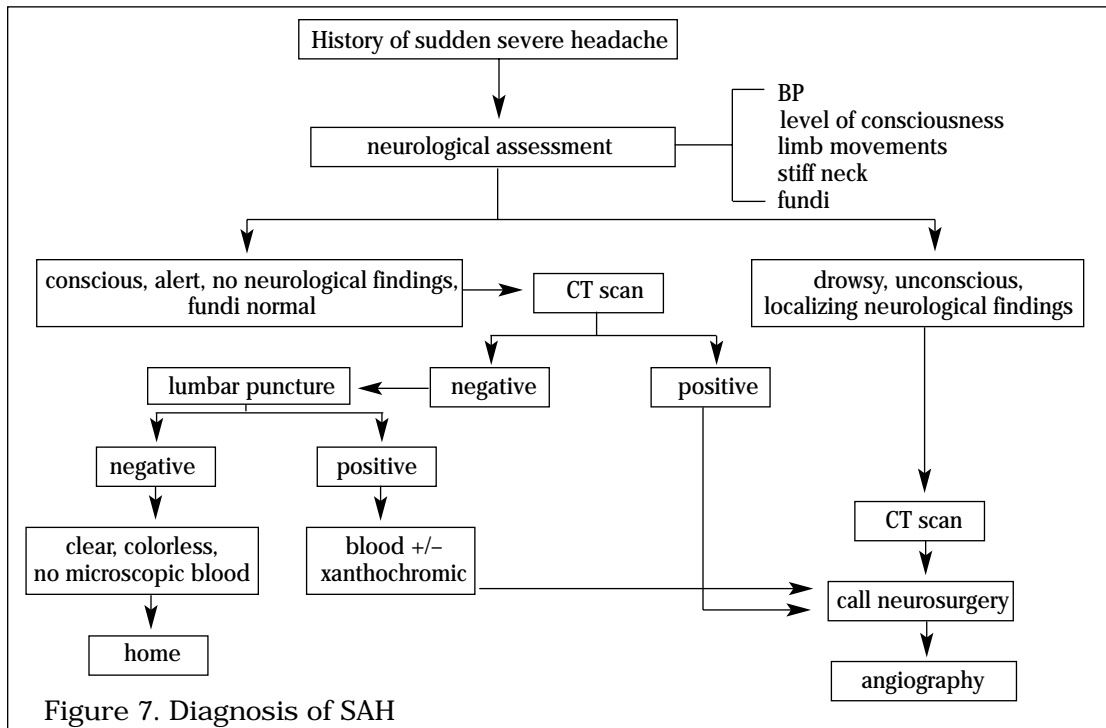 History of sudden severe headache
neurological assessment
BP
level of consciousness
limb movements
stiff neck
fundi
conscious, alert, no neurological findings,
fundi normal
CT scan
drowsy, unconscious,
localizing neurological findings
lumbar puncture
negative
positive
negative
positive
clear, colorless,
no microscopic blood
blood +/–
xanthochromic
CT scan
call neurosurgery
home
angiography
Figure 7. Diagnosis of SAH